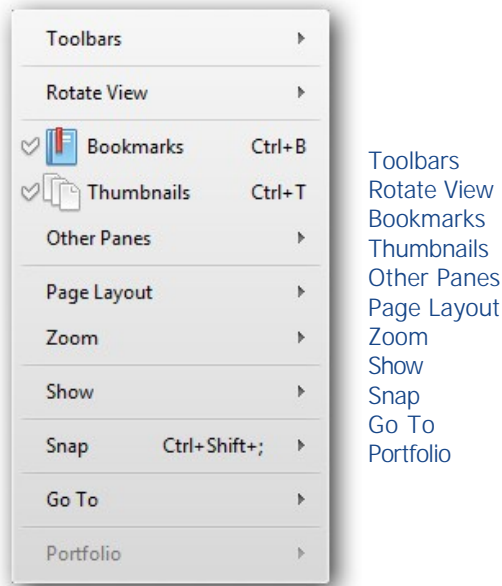 Toolbars
Rotate View
Bookmarks Ctrl+B
Thumbnails Ctrl+T
Other Panes
Page Layout
Zoom
Show
Snap Ctrl+Shift+;
Go To
Portfolio
Toolbars
Rotate View
Bookmarks
Thumbnails
Other Panes
Page Layout
Zoom
Show
Snap
Go To
Portfolio